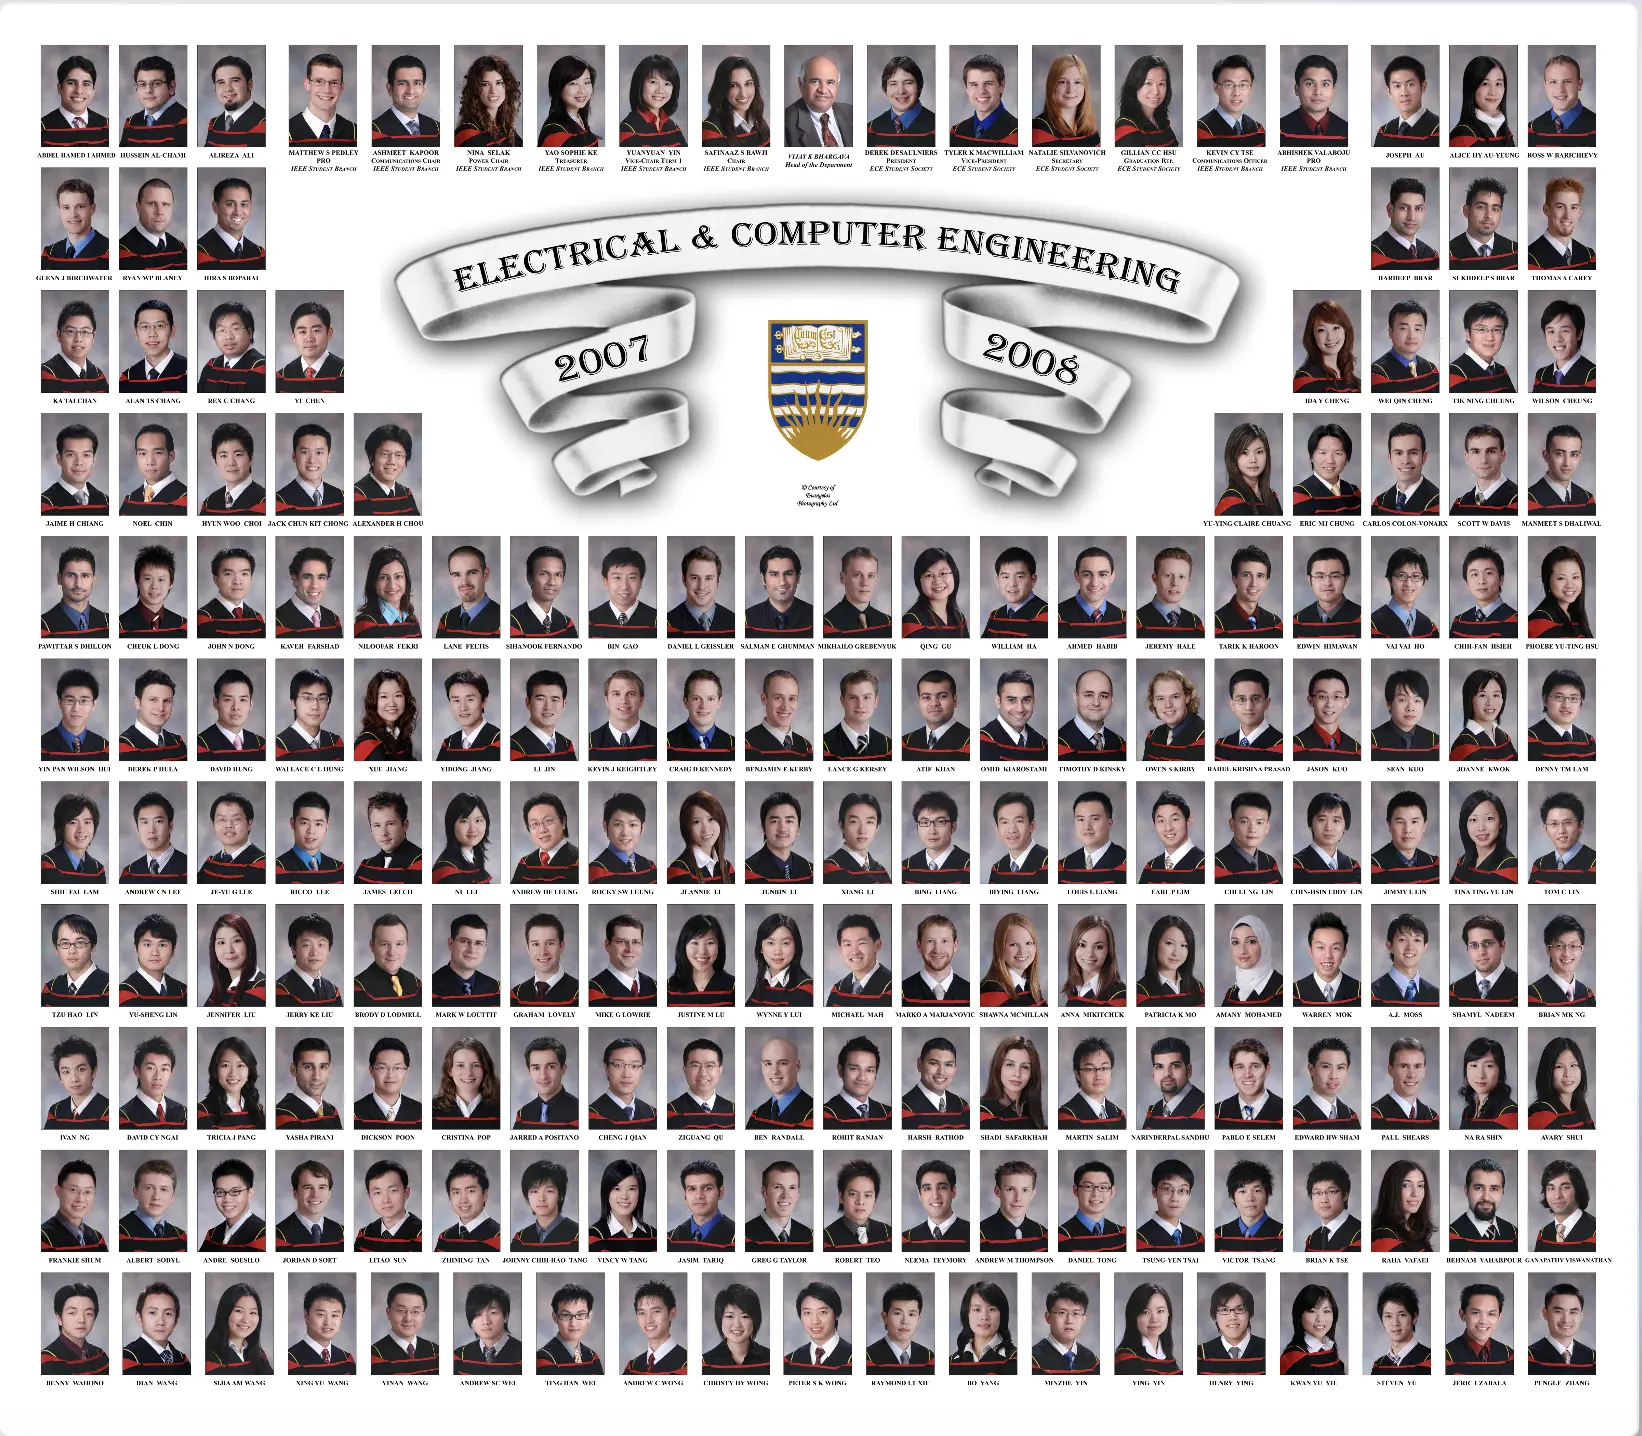 ABDEL HAMED I AHMED HUSSEIN AL-CHAMI ALIREZA ALI
MATTHEW S PEDLEY
PRO
IEEE STUDENT BRANCH
ASHMEET KAPOOR
COMMUNICATIONS CHAIR
IEEE STUDENT BRANCH
NINA SELAK
POWER CHAIR
IEEE STUDENT BRANCH
YAO SOPHIE KE
TREASURER
IEEE STUDENT BRANCH
YUANYUAN YIN
VICE-CHAIR TERM 1
IEEE STUDENT BRANCH
SAFINAAZ S RAWJI
CHAIR
IEEE STUDENT BRANCH
VIJAY K BHARGAVA
Head of the Department
DEREK DESAULNIERS
PRESIDENT
ECE STUDENT SOCIETY
TYLER K MACWILLIAM
VICE-PRESIDENT
ECE STUDENT SOCIETY
NATALIE SILVANOVICH
SECRETARY
ECE STUDENT SOCIETY
GILLIAN CC HSU
GRADUATION REP.
ECE STUDENT SOCIETY
KEVIN CY TSE
COMMUNICATIONS OFFICER
IEEE STUDENT BRANCH
ABHISHEK VALABOJU
PRO
IEEE STUDENT BRANCH
JOSEPH AU ALICE HY AU-YEUNG ROSS W BARICHIEVY
GLENN J BIRCHWATER RYAN WP BLANEY HIRA S BOPARAI
HARDEEP BRAR SUKHDEEP S BRAR THOMAS A CAREY
ELECTRICAL & COMPUTER ENGINEERING
2007 2008
Tuum Est
© Courtesy of
Evangelos
Photography Ltd
KA TAI CHAN ALAN TS CHANG REX C CHANG YU CHEN
IDA Y CHENG WEI QIN CHENG TIK NING CHEUNG WILSON CHEUNG
JAIME H CHIANG NOEL CHIN HYUN WOO CHOI JACK CHUN KIT CHONG ALEXANDER H CHOU
YU-YING CLAIRE CHUANG ERIC MJ CHUNG CARLOS COLON-VONARX SCOTT W DAVIS MANMEET S DHALIWAL
PAWITTAR S DHILLON CHEUK L DONG JOHN N DONG KAVEH FARSHAD NILOOFAR FEKRI LANE FELTIS SIHANOOK FERNANDO BIN GAO DANIEL L GEISSLER SALMAN E GHUMMAN MIKHAILO GREBENYUK QING GU WILLIAM HA AHMED HABIB JEREMY HALE TARIK K HAROON EDWIN HIMAWAN VAI VAI HO CHIH-FAN HSIEH PHOEBE YU-TING HSU
YIN PAN WILSON HUI DEREK P HULA DAVID HUNG WALLACE C L HUNG XUE JIANG YIDONG JIANG LI JIN KEVIN J KEIGHTLEY CRAIG D KENNEDY BENJAMIN F KERBY LANCE G KERSEY ATIF KHAN OMID KIAROSTAMI TIMOTHY D KINSKY OWEN S KIRBY RAHUL KRISHNA PRASAD JASON KUO SEAN KUO JOANNE KWOK DENNY TM LAM
SHIU FAI LAM ANDREW CN LEE JE-YU G LEE RICCO LEE JAMES LEECH NI LEI ANDREW HF LEUNG ROCKY SW LEUNG JEANNIE LI JENBIN LI XIANG LI BING LIANG BIYING LIANG LOUIS L LIANG EARL P LIM CHI LUNG LIN CHIN-HSIN EDDY LIN JIMMY L LIN TINA TING YU LIN TOM C LIN
TZU HAO LIN YU-SHENG LIN JENNIFER LIU JERRY KE LIU BRODY D LODMELL MARK W LOUTTIT GRAHAM LOVELY MIKE G LOWRIE JUSTINE M LU WYNNE Y LUI MICHAEL MAH MARKO A MARJANOVIC SHAWNA MCMILLAN ANNA MIKITCHUK PATRICIA K MO AMANY MOHAMED WARREN MOK A.J. MOSS SHAMYL NADEEM BRIAN MK NG
IVAN NG DAVID CY NGAI TRICIA J PANG YASHA PIRANI DICKSON POON CRISTINA POP JARRED A POSITANO CHENG J QIAN ZIGUANG QU BEN RANDALL ROHIT RANJAN HARSH RATHOD SHADI SAFARKHAH MARTIN SALIM NARINDERPAL SANDHU PABLO E SELEM EDWARD HW SHAM PAUL SHEARS NA RA SHIN AVARY SHUI
FRANKIE SHUM ALBERT SODYL ANDRE SOESILO JORDAN D SOET LITAO SUN ZHIMING TAN JOHNNY CHIH-HAO TANG VINCY W TANG JASIM TARIQ GREG G TAYLOR ROBERT TEO NEEMA TEYMORY ANDREW M THOMPSON DANIEL TONG TSUNG-YEN TSAI VICTOR TSANG BRIAN K TSE RAHA VAFAEI BEHNAM VAHABPOUR GANAPATHY VISWANATHAN
BENNY WAHONO DIAN WANG SIJIA AM WANG XING YU WANG YINAN WANG ANDREW SC WEI TING HAN WEI ANDREW C WONG CHRISTY HY WONG PETER S K WONG RAYMOND LT XIE BO YANG MINZHE YIN YING YIN HENRY YING KWAN YU YIU STEVEN YU JERIC I ZABALA PENGLE ZHANG